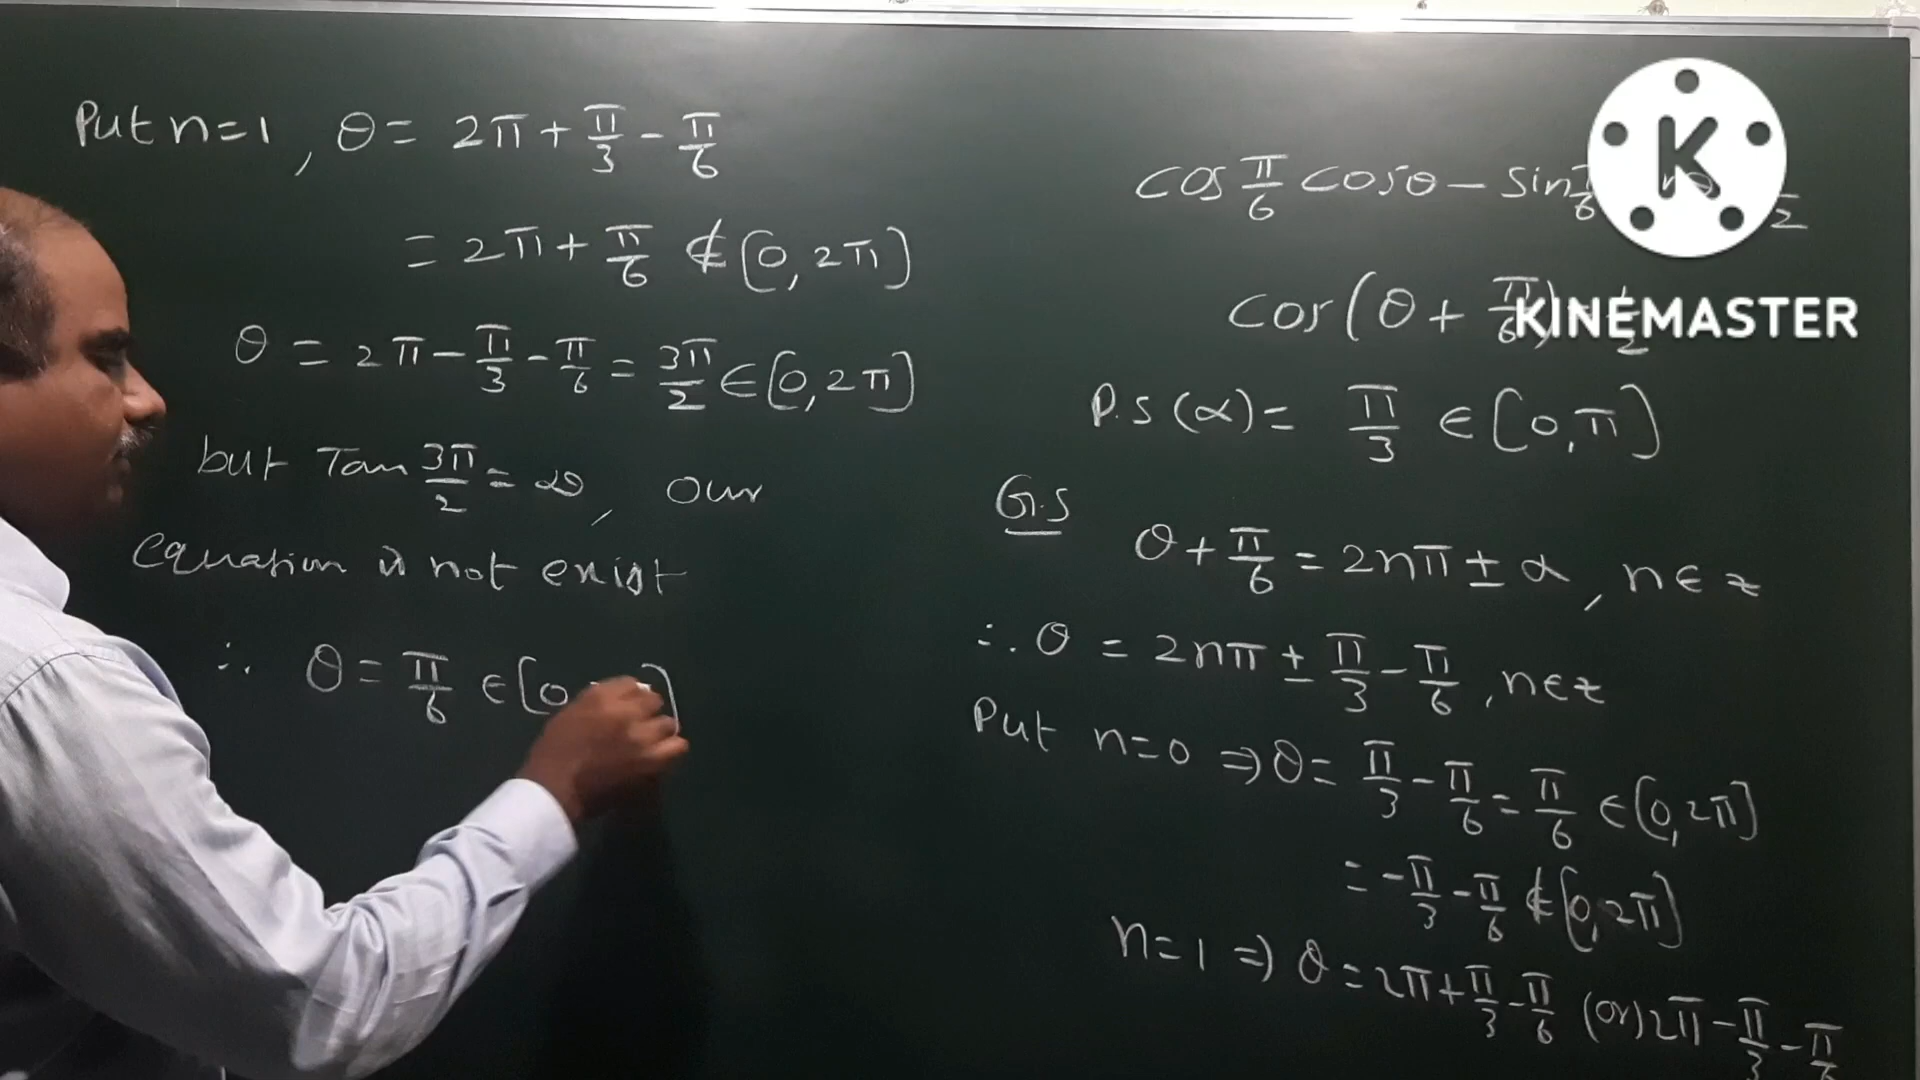 Put n=1, θ = 2π + π/3 - π/6
= 2π + π/6 ∉ [0, 2π]
θ = 2π - π/3 - π/6 = 3π/2 ∈ [0, 2π]
but Tan 3π/2 = ∞, our
equation is not exist
∴ θ = π/6 ∈ [0, ]
cos π/6 cosθ - sin
cos(θ + π/6)
P.S (α) = π/3 ∈ [0, π]
G.S
θ + π/6 = 2nπ ± α, n ∈ z
∴ θ = 2nπ ± π/3 - π/6, n ∈ z
Put n=0 ⇒ θ = π/3 - π/6 = π/6 ∈ [0, 2π]
= -π/3 - π/6 ∉ [0, 2π]
n=1 ⇒ θ = 2π + π/3 - π/6 (or) 2π - π/3 - π/6
K
KINEMASTER